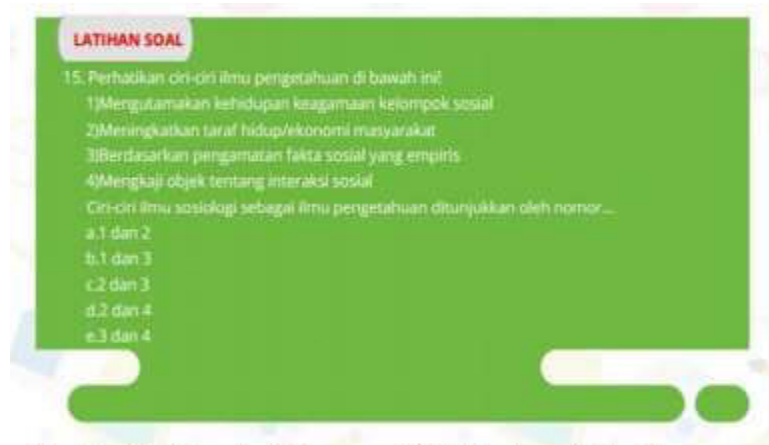 LATIHAN SOAL
15. Perhatikan ciri-ciri ilmu pengetahuan di bawah ini!
1)Mengutamakan kehidupan keagamaan kelompok sosial
2)Meningkatkan taraf hidup/ekonomi masyarakat
3)Berdasarkan pengamatan fakta sosial yang empiris
4)Mengkaji objek tentang interaksi sosial
Ciri-ciri ilmu sosiologi sebagai ilmu pengetahuan ditunjukkan oleh nomor...
a.1 dan 2
b.1 dan 3
c.2 dan 3
d.2 dan 4
e.3 dan 4